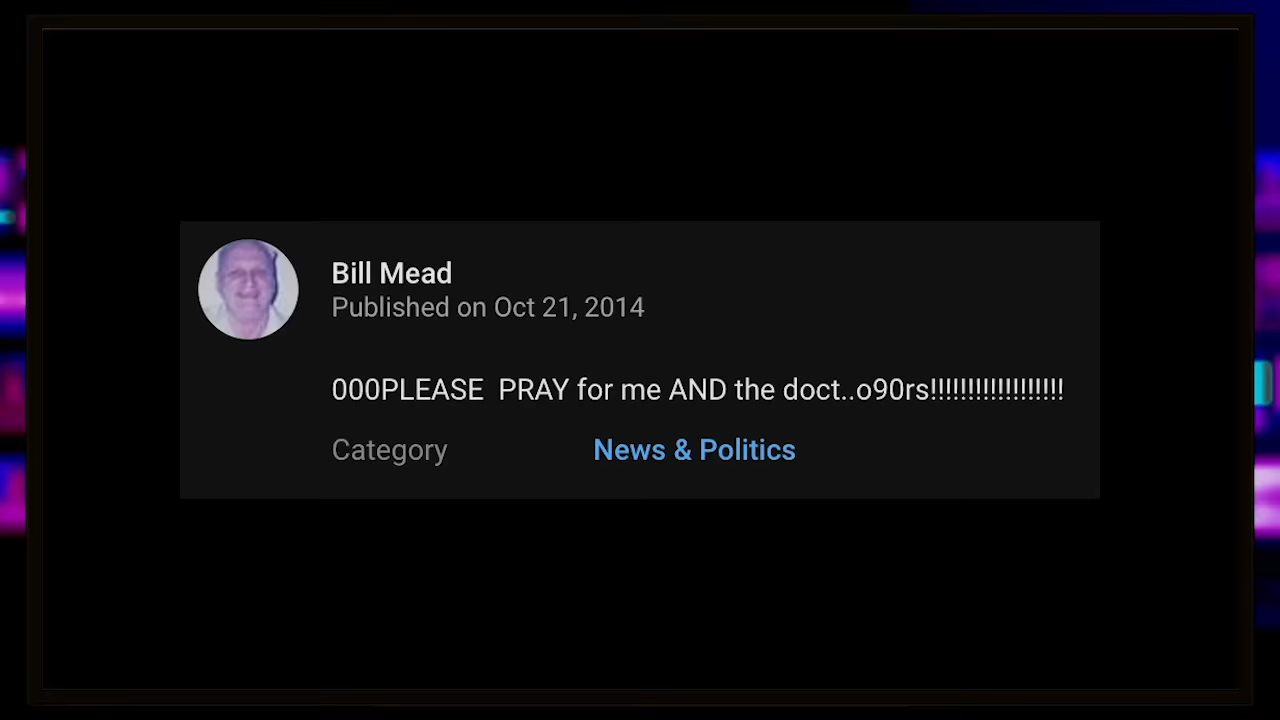 Bill Mead
Published on Oct 21, 2014
000PLEASE  PRAY for me AND the doct..o90rs!!!!!!!!!!!!!!!!!!
Category News & Politics